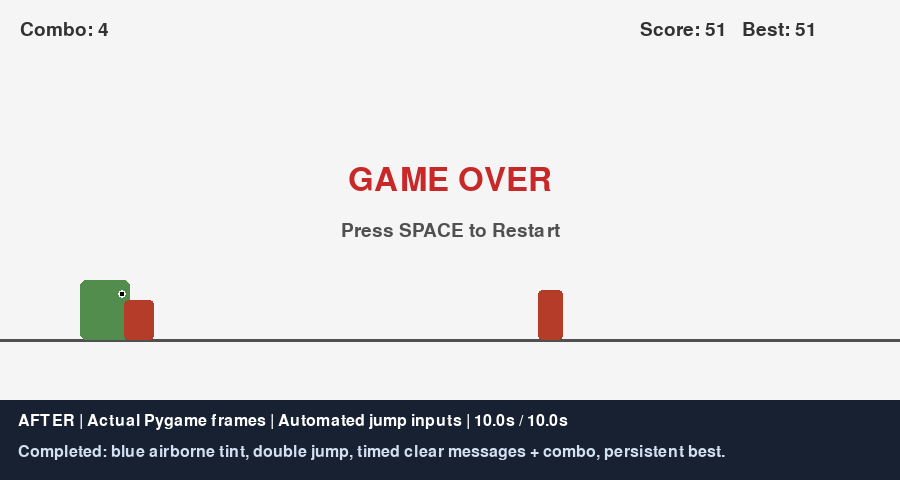 Combo: 4
Score: 51 Best: 51
GAME OVER
Press SPACE to Restart
AFTER | Actual Pygame frames | Automated jump inputs | 10.0s / 10.0s
Completed: blue airborne tint, double jump, timed clear messages + combo, persistent best.